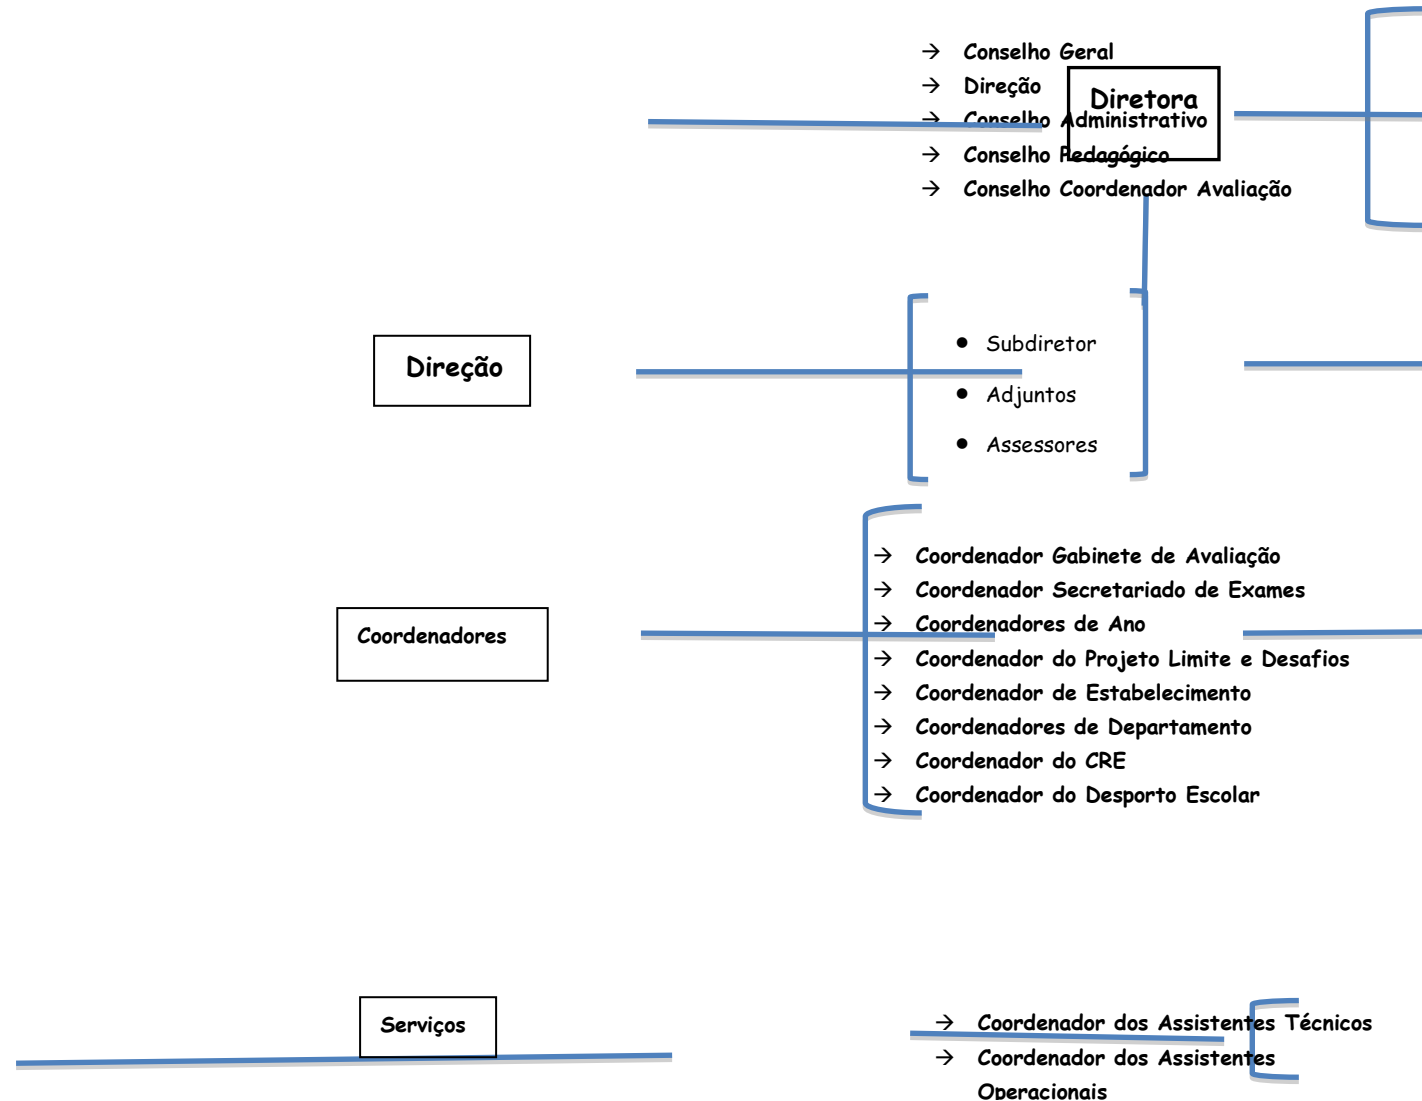 → Conselho Geral
→ Direção
Diretora
→ Conselho Administrativo
→ Conselho Pedagógico
→ Conselho Coordenador Avaliação
Direção
● Subdiretor
● Adjuntos
● Assessores
Coordenadores
→ Coordenador Gabinete de Avaliação
→ Coordenador Secretariado de Exames
→ Coordenadores de Ano
→ Coordenador do Projeto Limite e Desafios
→ Coordenador de Estabelecimento
→ Coordenadores de Departamento
→ Coordenador do CRE
→ Coordenador do Desporto Escolar
Serviços
→ Coordenador dos Assistentes Técnicos
→ Coordenador dos Assistentes
Operacionais